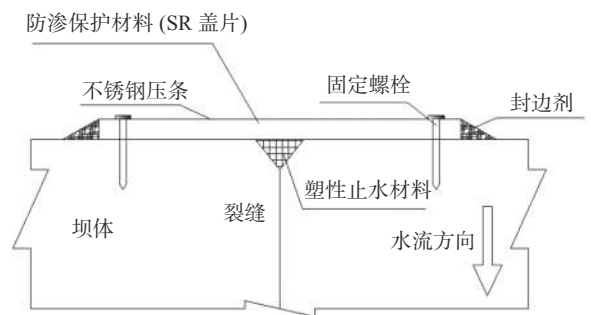 防渗保护材料 (SR 盖片)
不锈钢压条
固定螺栓
封边剂
塑性止水材料
坝体
裂缝
水流方向